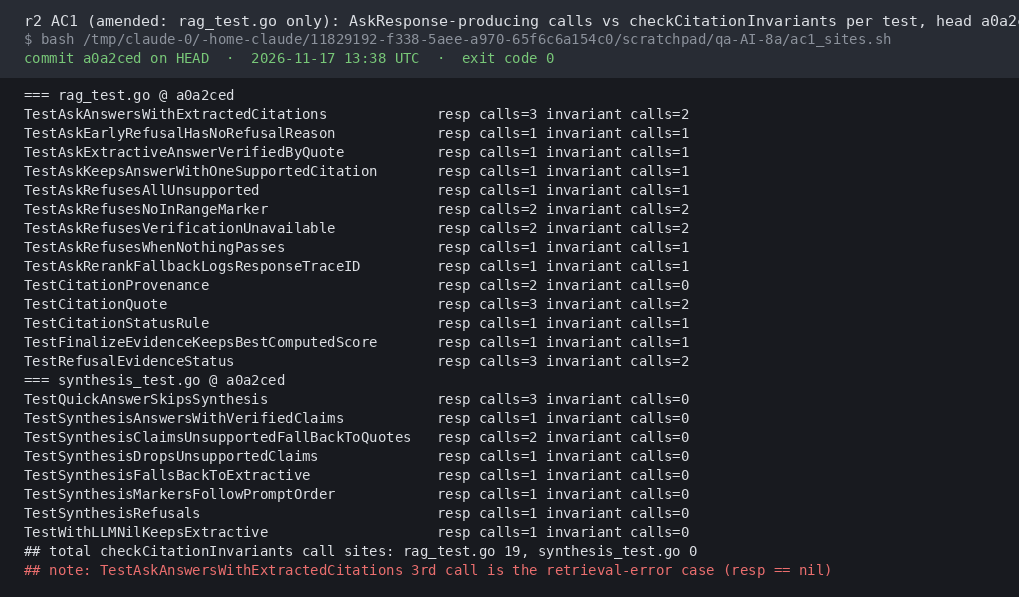 r2 AC1 (amended: rag_test.go only): AskResponse-producing calls vs checkCitationInvariants per test, head a0a2
$ bash /tmp/claude-0/-home-claude/11829192-f338-5aee-a970-65f6c6a154c0/scratchpad/qa-AI-8a/ac1_sites.sh
commit a0a2ced on HEAD · 2026-11-17 13:38 UTC · exit code 0
=== rag_test.go @ a0a2ced
TestAskAnswersWithExtractedCitations resp calls=3 invariant calls=2
TestAskEarlyRefusalHasNoRefusalReason resp calls=1 invariant calls=1
TestAskExtractiveAnswerVerifiedByQuote resp calls=1 invariant calls=1
TestAskKeepsAnswerWithOneSupportedCitation resp calls=1 invariant calls=1
TestAskRefusesAllUnsupported resp calls=1 invariant calls=1
TestAskRefusesNoInRangeMarker resp calls=2 invariant calls=2
TestAskRefusesVerificationUnavailable resp calls=2 invariant calls=2
TestAskRefusesWhenNothingPasses resp calls=1 invariant calls=1
TestAskRerankFallbackLogsResponseTraceID resp calls=1 invariant calls=1
TestCitationProvenance resp calls=2 invariant calls=0
TestCitationQuote resp calls=3 invariant calls=2
TestCitationStatusRule resp calls=1 invariant calls=1
TestFinalizeEvidenceKeepsBestComputedScore resp calls=1 invariant calls=1
TestRefusalEvidenceStatus resp calls=3 invariant calls=2
=== synthesis_test.go @ a0a2ced
TestQuickAnswerSkipsSynthesis resp calls=3 invariant calls=0
TestSynthesisAnswersWithVerifiedClaims resp calls=1 invariant calls=0
TestSynthesisClaimsUnsupportedFallBackToQuotes resp calls=2 invariant calls=0
TestSynthesisDropsUnsupportedClaims resp calls=1 invariant calls=0
TestSynthesisFallsBackToExtractive resp calls=1 invariant calls=0
TestSynthesisMarkersFollowPromptOrder resp calls=1 invariant calls=0
TestSynthesisRefusals resp calls=1 invariant calls=0
TestWithLLMNilKeepsExtractive resp calls=1 invariant calls=0
## total checkCitationInvariants call sites: rag_test.go 19, synthesis_test.go 0
## note: TestAskAnswersWithExtractedCitations 3rd call is the retrieval-error case (resp == nil)